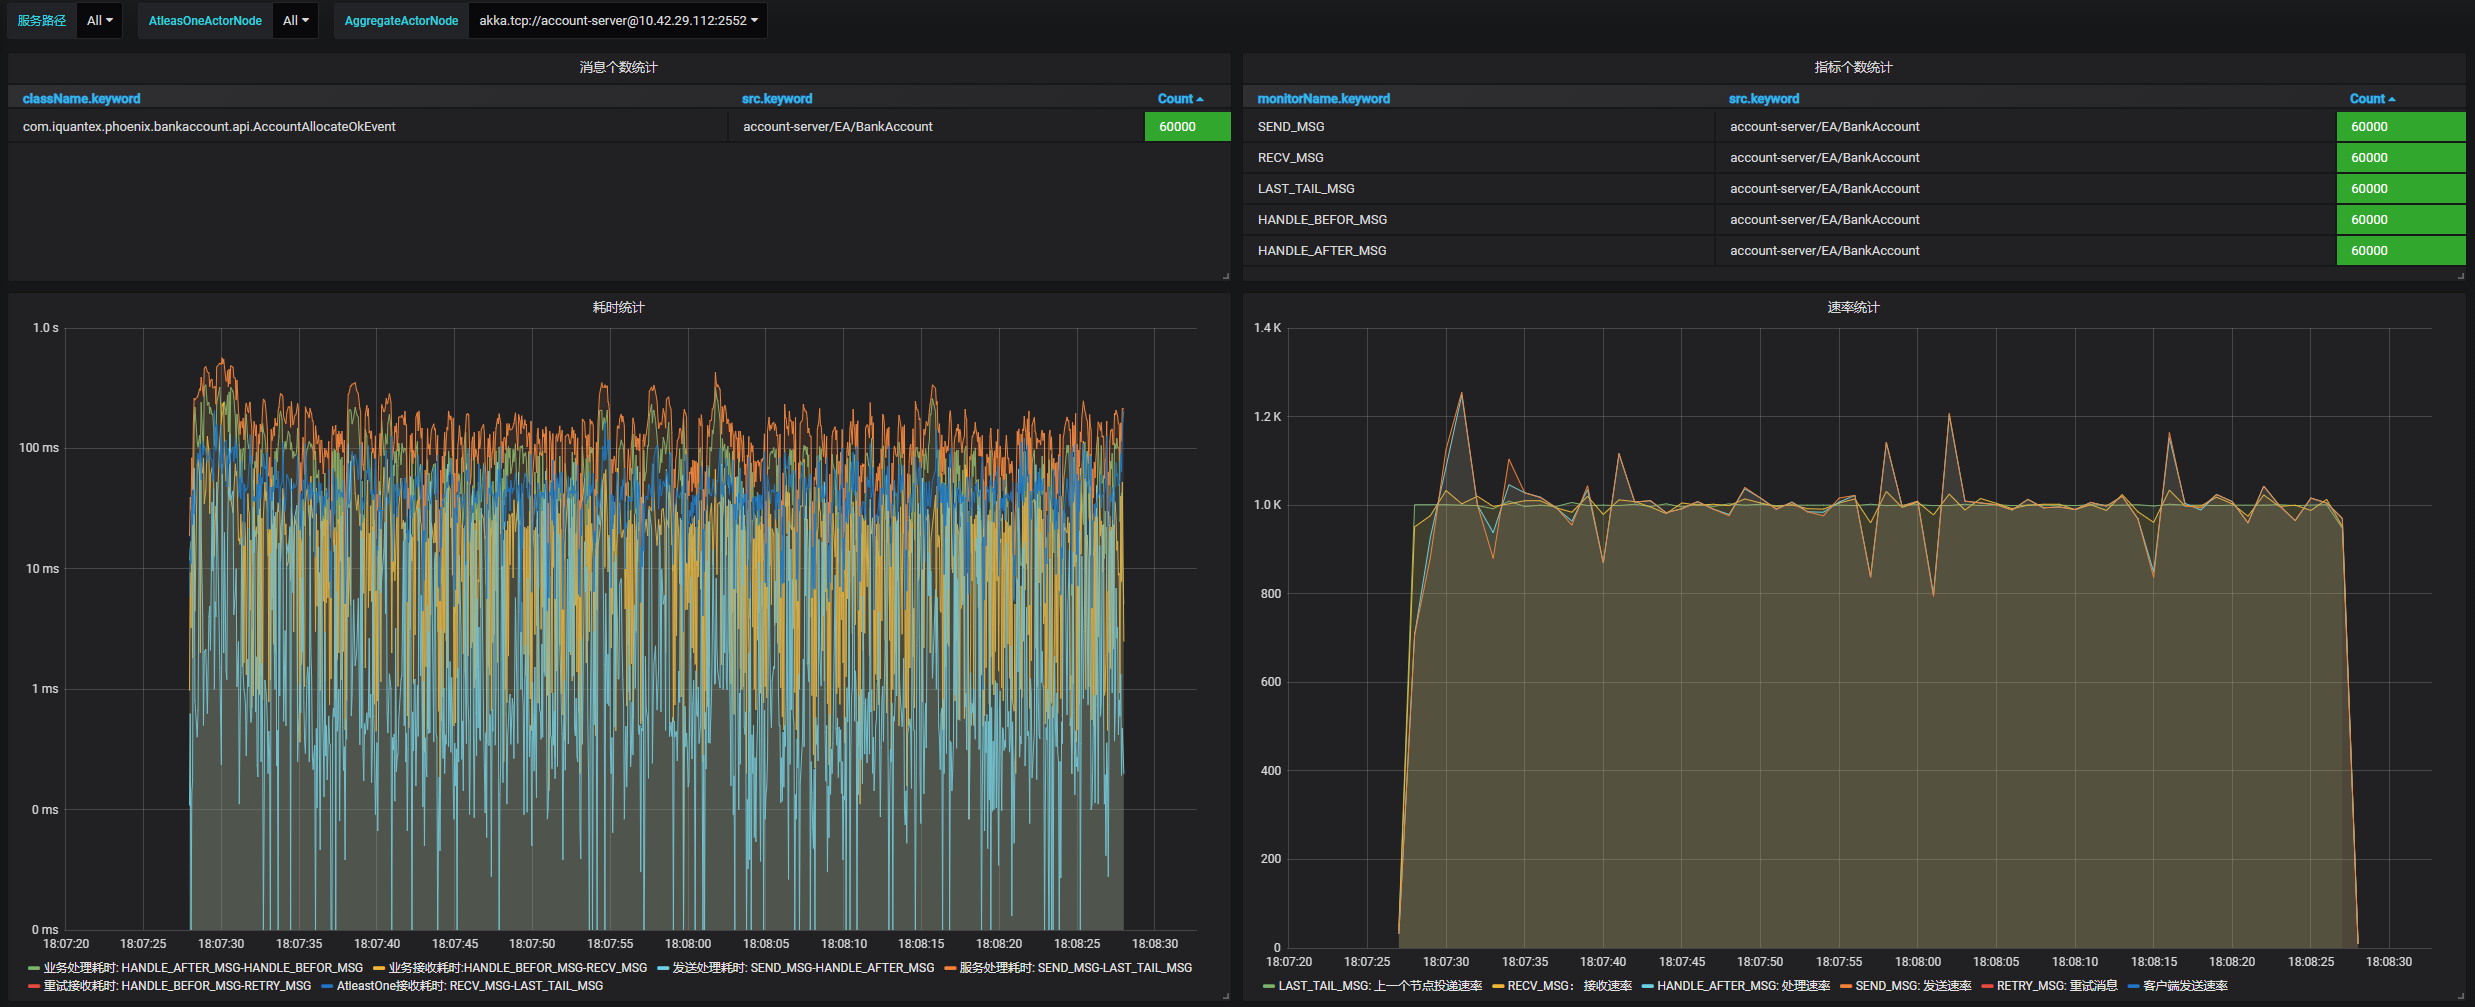 服务路径 All AtleasOneActorNode All AggregateActorNode akka.tcp://account-server@10.42.29.112:2552
消息个数统计
className.keyword src.keyword Count
com.iquantex.phoenix.bankaccount.api.AccountAllocateOkEvent account-server/EA/BankAccount 60000
指标个数统计
monitorName.keyword src.keyword Count
SEND_MSG account-server/EA/BankAccount 60000
RECV_MSG account-server/EA/BankAccount 60000
LAST_TAIL_MSG account-server/EA/BankAccount 60000
HANDLE_BEFOR_MSG account-server/EA/BankAccount 60000
HANDLE_AFTER_MSG account-server/EA/BankAccount 60000
耗时统计
1.0 s
100 ms
10 ms
1 ms
0 ms
0 ms
18:07:20 18:07:25 18:07:30 18:07:35 18:07:40 18:07:45 18:07:50 18:07:55 18:08:00 18:08:05 18:08:10 18:08:15 18:08:20 18:08:25 18:08:30
业务处理耗时: HANDLE_AFTER_MSG-HANDLE_BEFOR_MSG 业务接收耗时:HANDLE_BEFOR_MSG-RECV_MSG 发送处理耗时: SEND_MSG-HANDLE_AFTER_MSG 服务处理耗时: SEND_MSG-LAST_TAIL_MSG
重试接收耗时: HANDLE_BEFOR_MSG-RETRY_MSG AtleastOne接收耗时: RECV_MSG-LAST_TAIL_MSG
速率统计
1.4 K
1.2 K
1.0 K
800
600
400
200
0
18:07:20 18:07:25 18:07:30 18:07:35 18:07:40 18:07:45 18:07:50 18:07:55 18:08:00 18:08:05 18:08:10 18:08:15 18:08:20 18:08:25 18:08:30
LAST_TAIL_MSG: 上一个节点投递速率 RECV_MSG： 接收速率 HANDLE_AFTER_MSG: 处理速率 SEND_MSG: 发送速率 RETRY_MSG: 重试消息 客户端发送速率